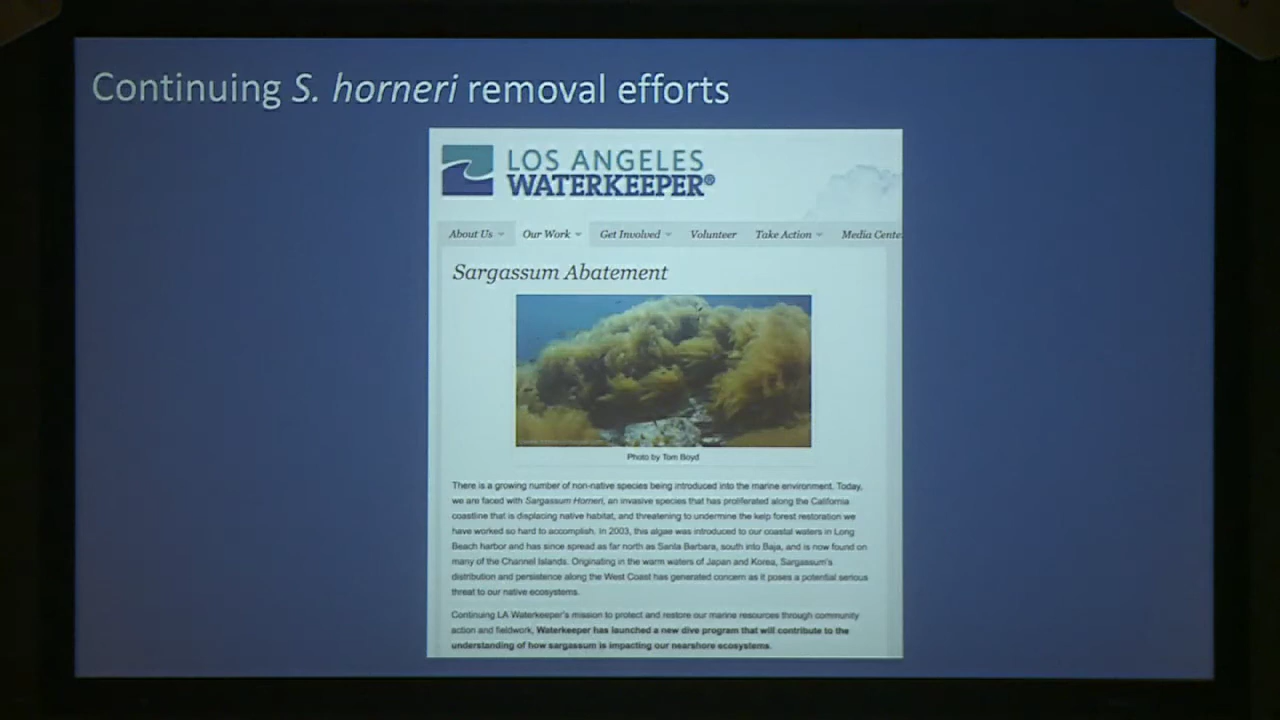 Continuing S. horneri removal efforts
LOS ANGELES
WATERKEEPER®
About Us Our Work Get Involved Volunteer Take Action Media Cente
Sargassum Abatement
Photo by Tom Boyd
There is a growing number of non-native species being introduced into the marine environment. Today,
we are faced with Sargassum Horneri, an invasive species that has proliferated along the California
coastline that is displacing native habitat, and threatening to undermine the kelp forest restoration we
have worked so hard to accomplish. In 2003, this algae was introduced to our coastal waters in Long
Beach harbor and has since spread as far north as Santa Barbara, south into Baja, and is now found on
many of the Channel Islands. Originating in the warm waters of Japan and Korea, Sargassum's
distribution and persistence along the West Coast has generated concern as it poses a potential serious
threat to our native ecosystems.
Continuing LA Waterkeeper's mission to protect and restore our marine resources through community
action and fieldwork, Waterkeeper has launched a new dive program that will contribute to the
understanding of how sargassum is impacting our nearshore ecosystems.